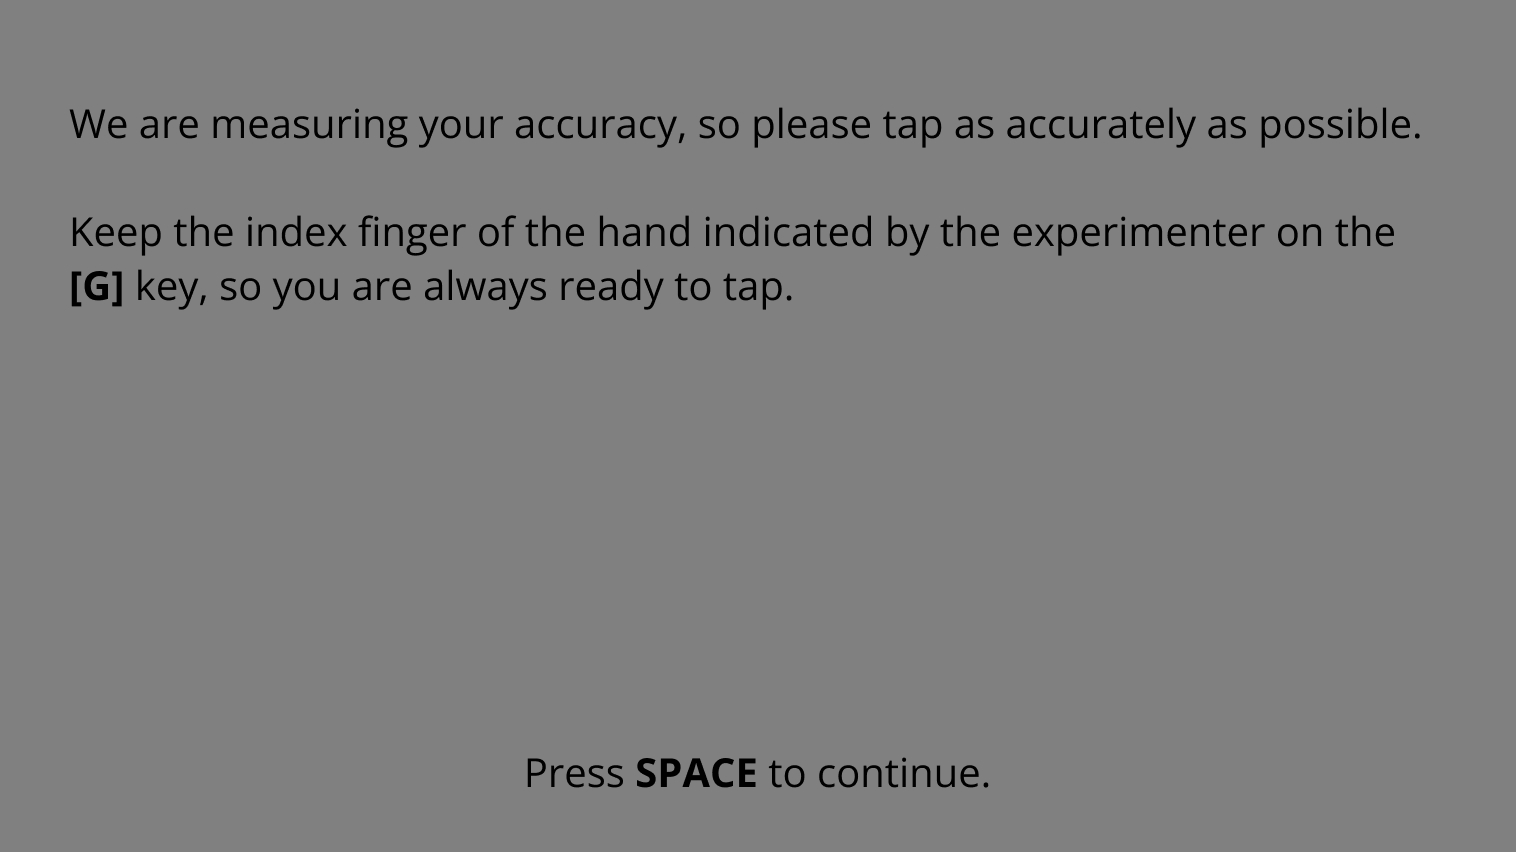 We are measuring your accuracy, so please tap as accurately as possible.
Keep the index finger of the hand indicated by the experimenter on the
[G] key, so you are always ready to tap.
Press SPACE to continue.